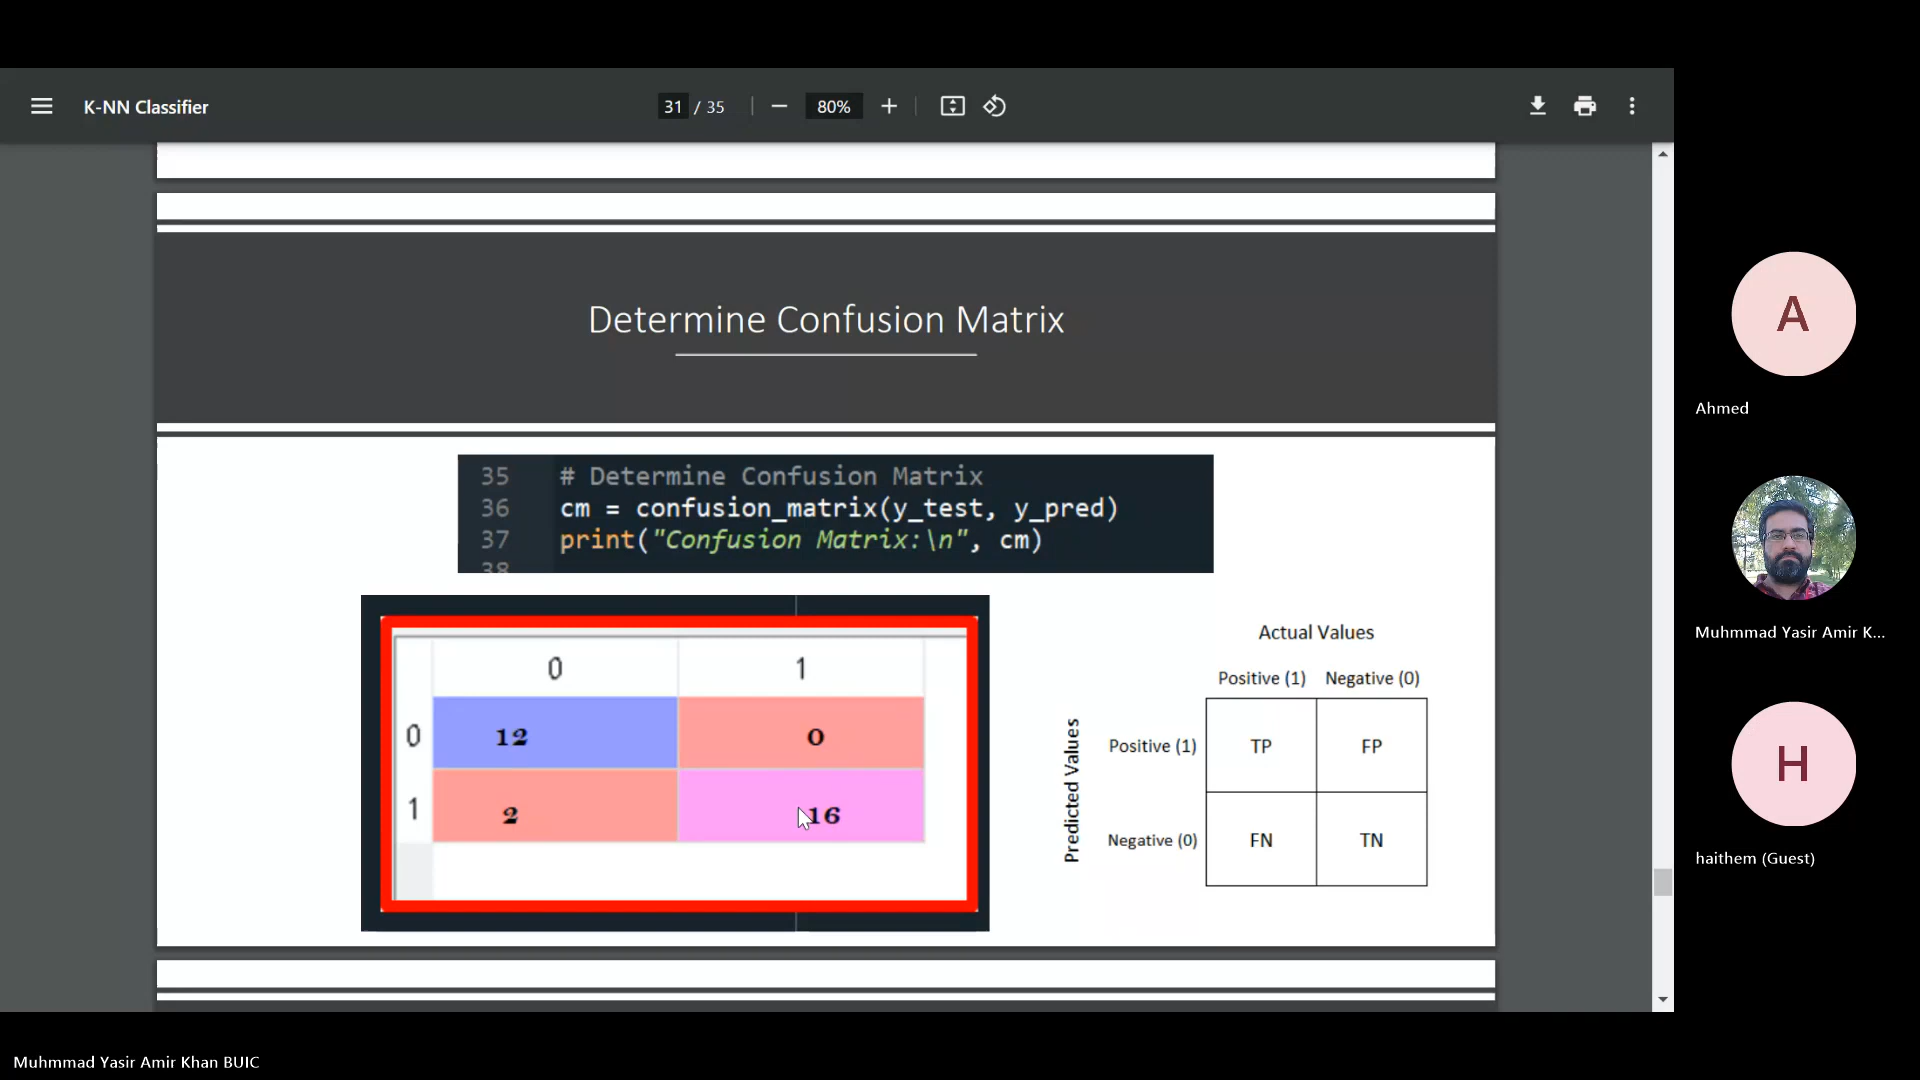 K-NN Classifier
31 / 35
80%
Determine Confusion Matrix
35 # Determine Confusion Matrix
36 cm = confusion_matrix(y_test, y_pred)
37 print("Confusion Matrix:\n", cm)
38
0 1
0 12 0
1 2 16
Actual Values
Positive (1) Negative (0)
Predicted Values
Positive (1) TP FP
Negative (0) FN TN
A
Ahmed
Muhmmad Yasir Amir K...
H
haithem (Guest)
Muhmmad Yasir Amir Khan BUIC